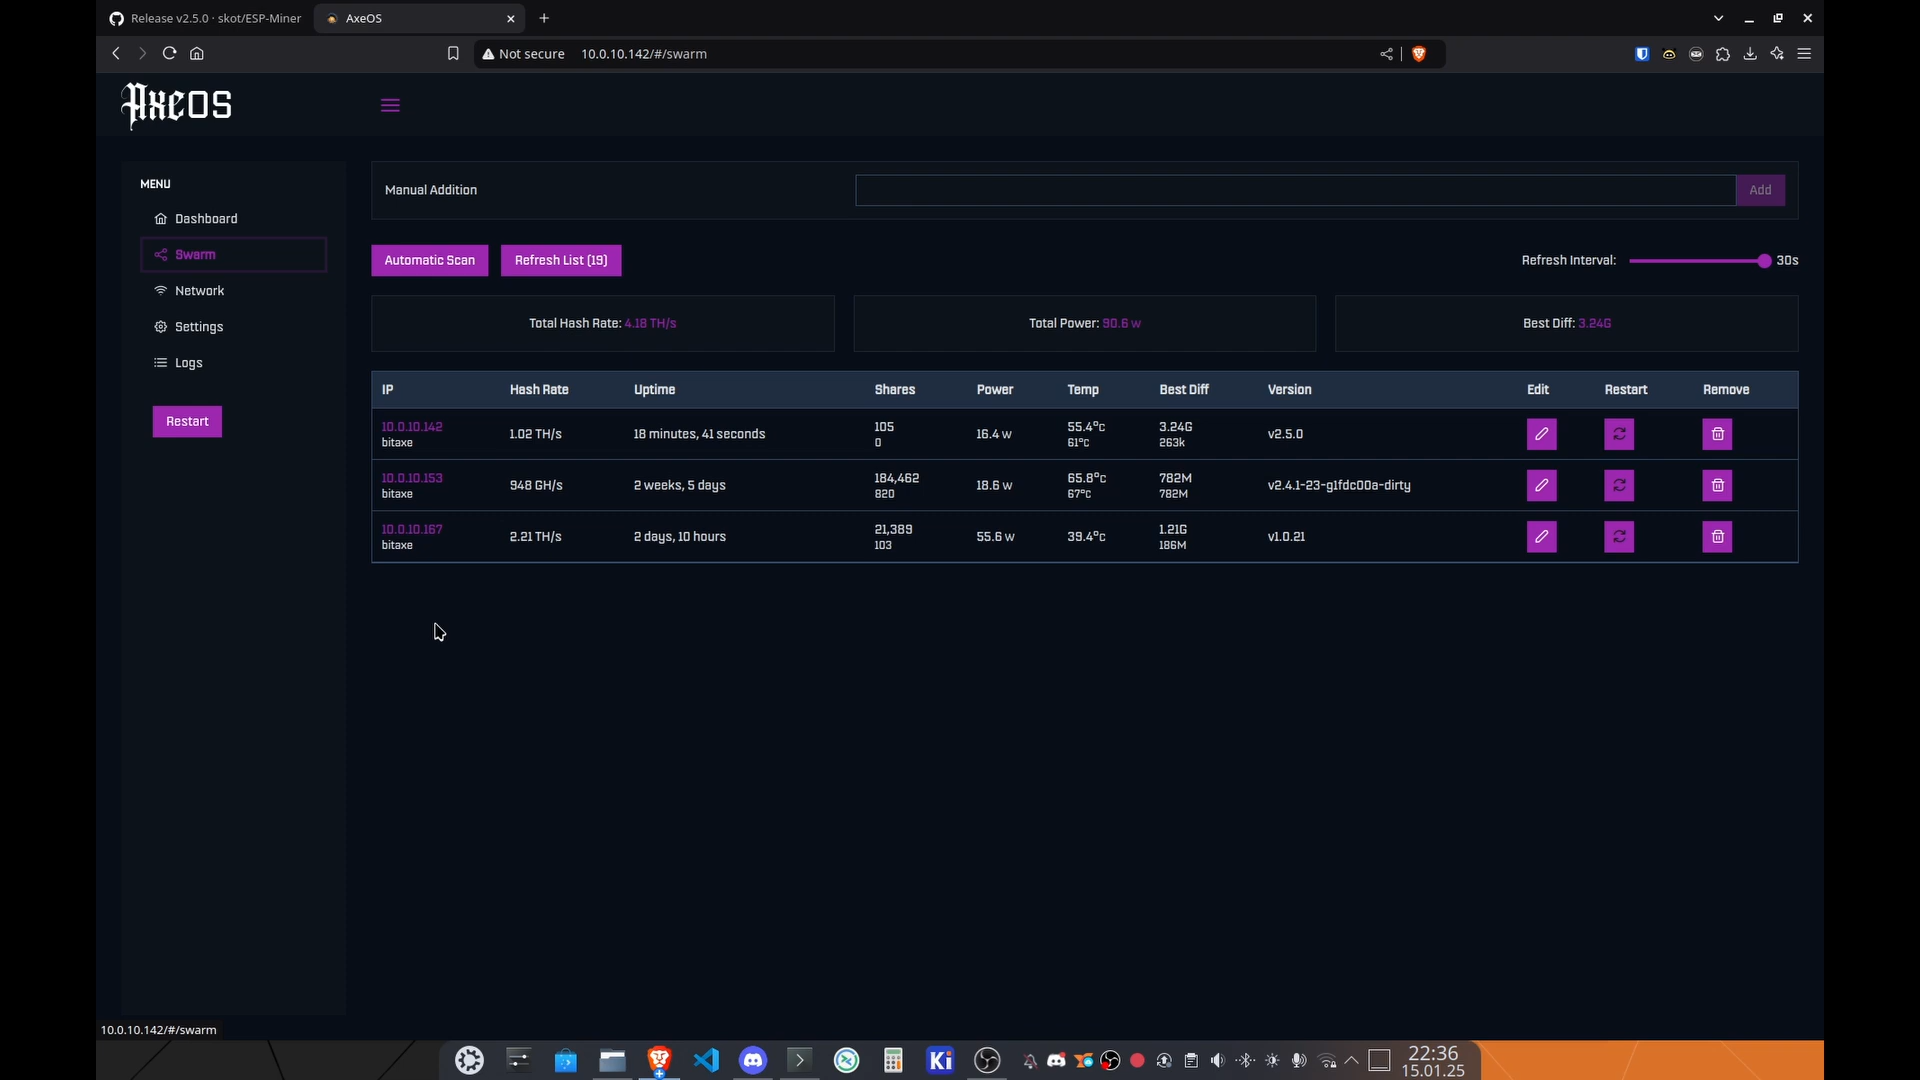 Release v2.5.0 · skot/ESP-Miner
AxeOS
Not secure 10.0.10.142/#/swarm
AxeOS
MENU
Dashboard
Swarm
Network
Settings
Logs
Restart
Manual Addition
Add
Automatic Scan
Refresh List (19)
Refresh Interval: 30s
Total Hash Rate: 4.18 TH/s
Total Power: 90.6 w
Best Diff: 3.24G
IP Hash Rate Uptime Shares Power Temp Best Diff Version Edit Restart Remove
10.0.10.142 105 55.4°C 3.24G
1.02 TH/s 18 minutes, 41 seconds 16.4 w v2.5.0
bitaxe 0 61°C 263k
10.0.10.153 184,462 65.8°C 782M
948 GH/s 2 weeks, 5 days 18.6 w v2.4.1-23-g1fdc00a-dirty
bitaxe 820 67°C 782M
10.0.10.167 21,389 1.21G
2.21 TH/s 2 days, 10 hours 55.6 w 39.4°C v1.0.21
bitaxe 103 186M
10.0.10.142/#/swarm
Ki
22:36
15.01.25